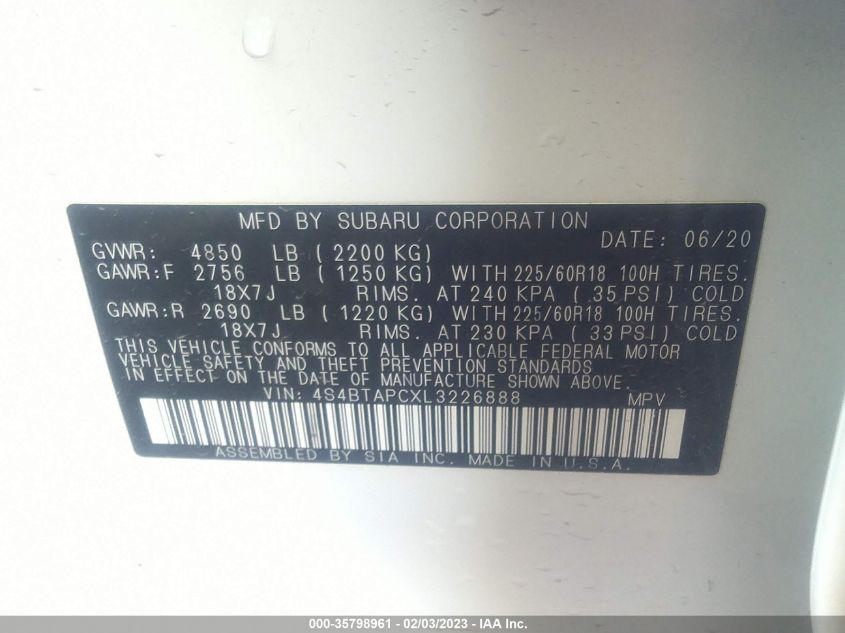 MFD BY SUBARU CORPORATION
DATE: 06/20
GVWR: 4850 LB ( 2200 KG)
GAWR:F 2756 LB ( 1250 KG) WITH 225/60R18 100H TIRES.
18X7J RIMS. AT 240 KPA ( 35 PSI) COLD
GAWR:R 2690 LB ( 1220 KG) WITH 225/60R18 100H TIRES.
18X7J RIMS. AT 230 KPA ( 33 PSI) COLD
THIS VEHICLE CONFORMS TO ALL APPLICABLE FEDERAL MOTOR
VEHICLE SAFETY AND THEFT PREVENTION STANDARDS
IN EFFECT ON THE DATE OF MANUFACTURE SHOWN ABOVE.
VIN: 4S4BTAPCXL3226888 MPV
ASSEMBLED BY SIA INC. MADE IN U.S.A.
000-35798961 - 02/03/2023 - IAA Inc.